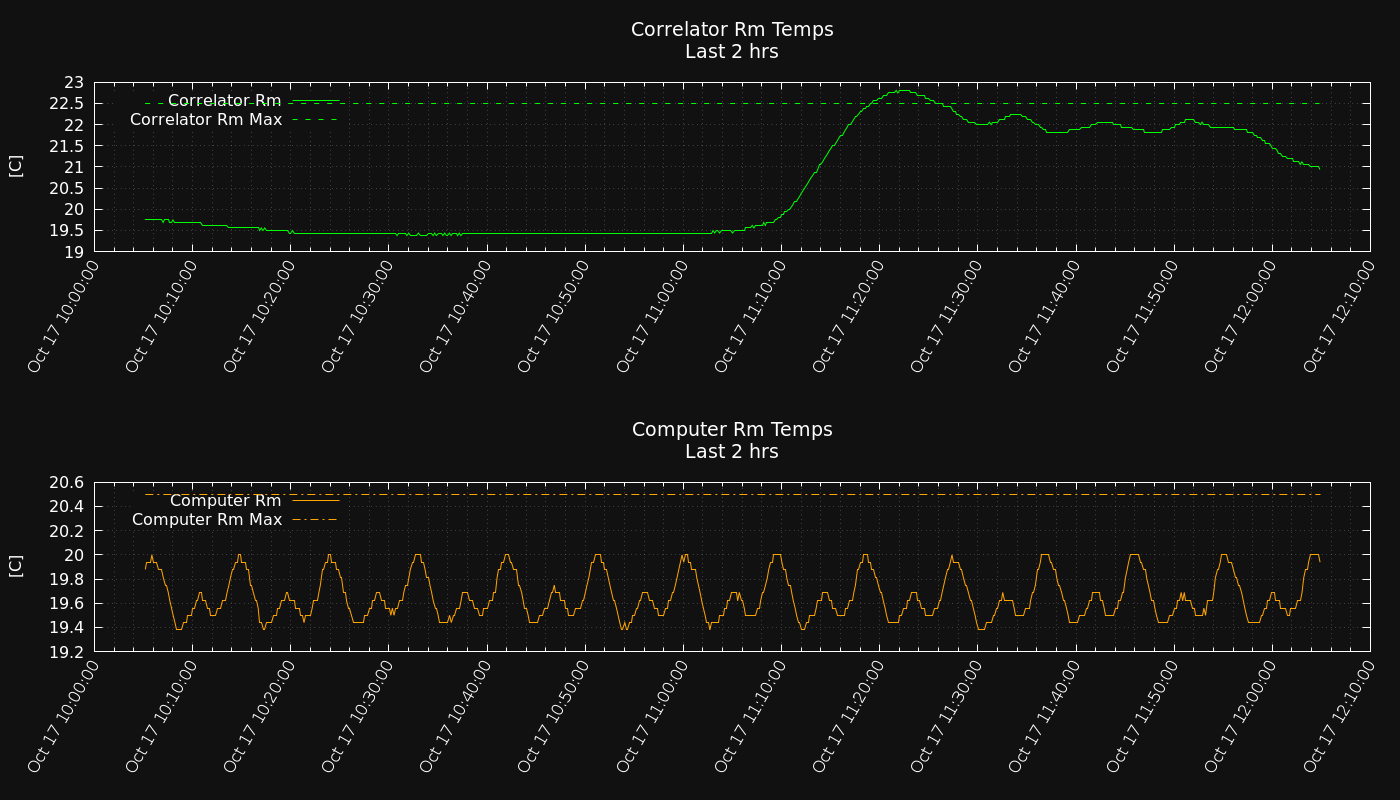 Correlator Rm Temps
Last 2 hrs
[C]
23
22.5
22
21.5
21
20.5
20
19.5
19
Correlator Rm
Correlator Rm Max
Oct 17 10:00:00
Oct 17 10:10:00
Oct 17 10:20:00
Oct 17 10:30:00
Oct 17 10:40:00
Oct 17 10:50:00
Oct 17 11:00:00
Oct 17 11:10:00
Oct 17 11:20:00
Oct 17 11:30:00
Oct 17 11:40:00
Oct 17 11:50:00
Oct 17 12:00:00
Oct 17 12:10:00
Computer Rm Temps
Last 2 hrs
[C]
20.6
20.4
20.2
20
19.8
19.6
19.4
19.2
Computer Rm
Computer Rm Max
Oct 17 10:00:00
Oct 17 10:10:00
Oct 17 10:20:00
Oct 17 10:30:00
Oct 17 10:40:00
Oct 17 10:50:00
Oct 17 11:00:00
Oct 17 11:10:00
Oct 17 11:20:00
Oct 17 11:30:00
Oct 17 11:40:00
Oct 17 11:50:00
Oct 17 12:00:00
Oct 17 12:10:00